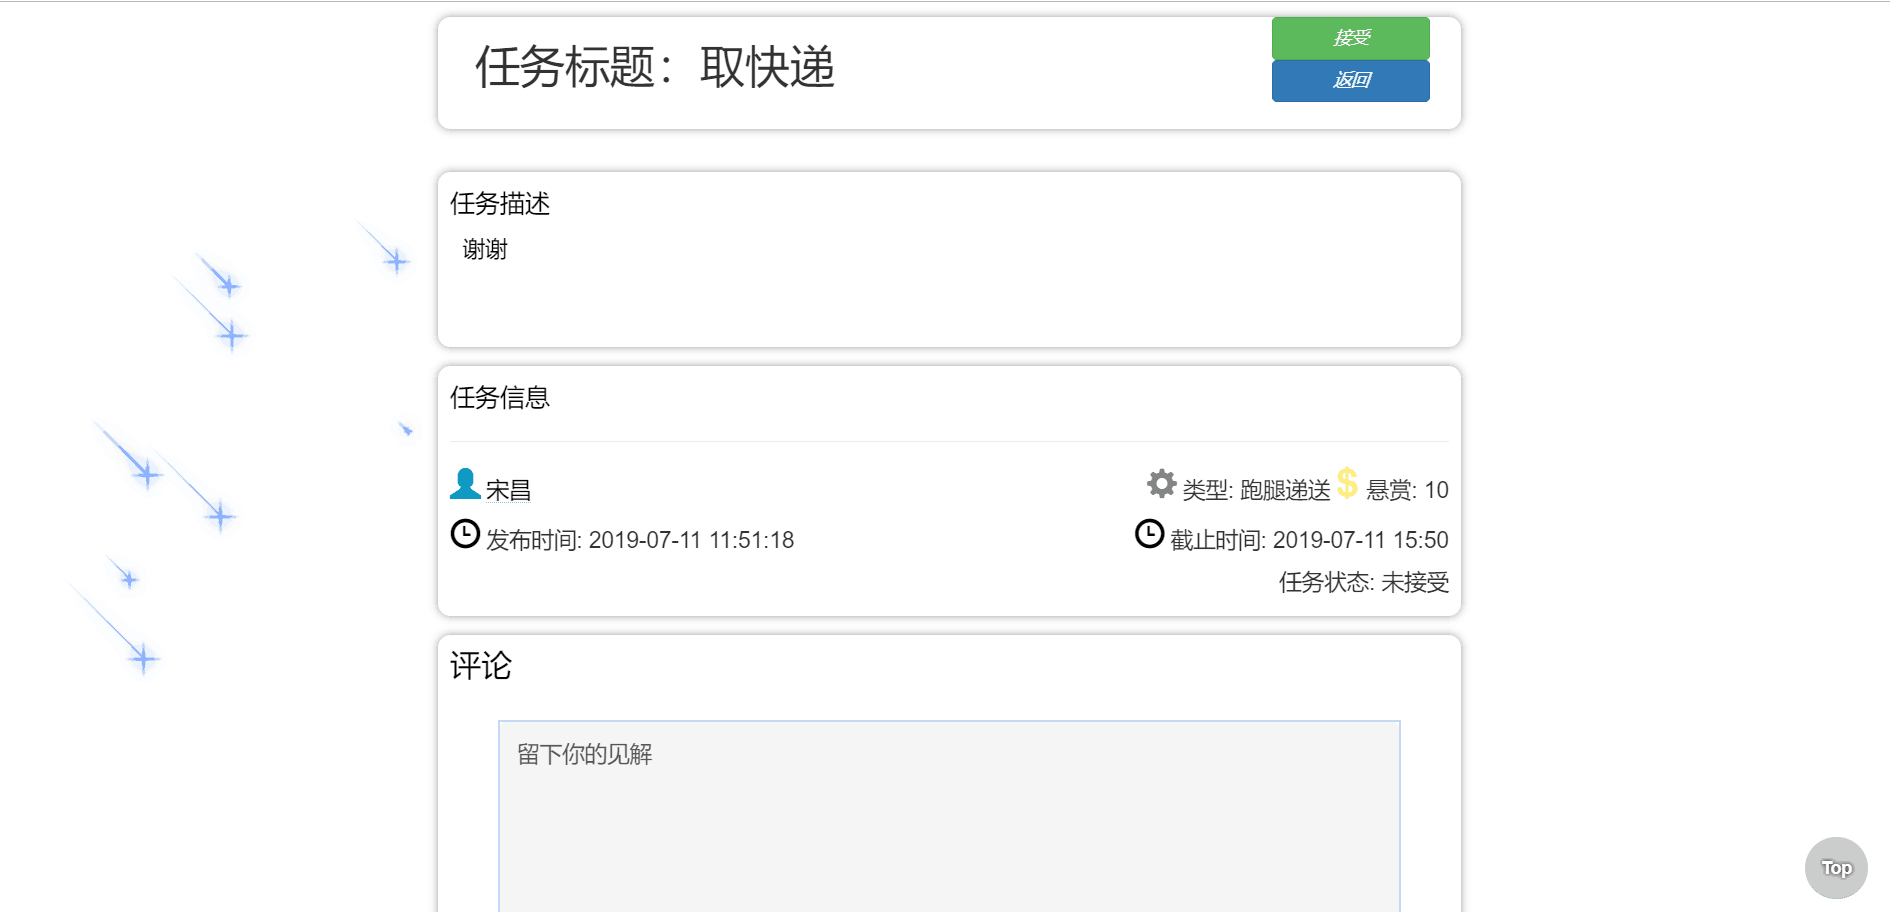 任务标题：取快递
接受
返回
任务描述
谢谢
任务信息
宋昌
类型: 跑腿递送 悬赏: 10
发布时间: 2019-07-11 11:51:18
截止时间: 2019-07-11 15:50
任务状态: 未接受
评论
留下你的见解
Top